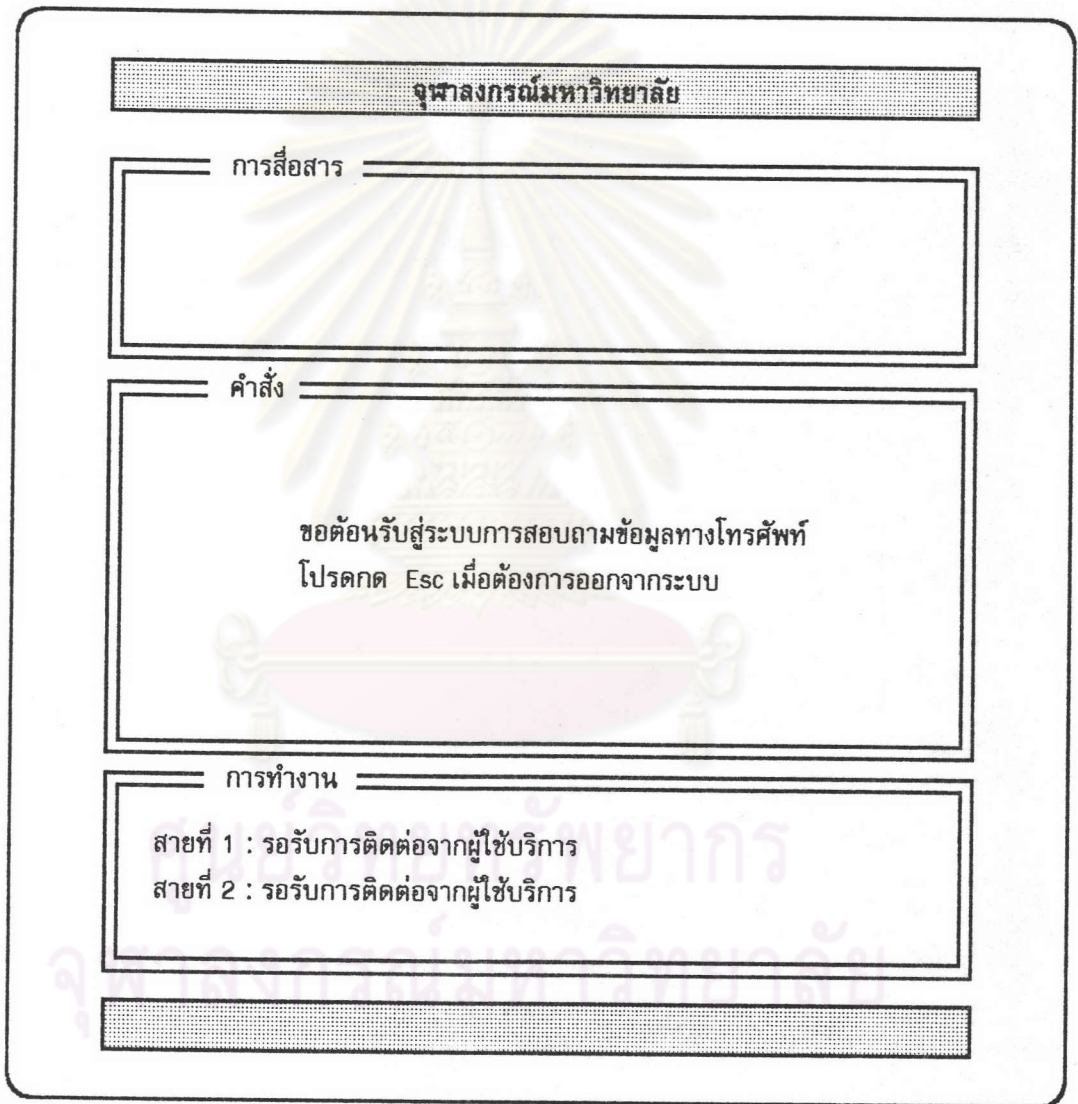 จุฬาลงกรณ์มหาวิทยาลัย
การสื่อสาร
คำสั่ง
ขอต้อนรับสู่ระบบการสอบถามข้อมูลทางโทรศัพท์
โปรดกด Esc เมื่อต้องการออกจากระบบ
การทำงาน
สายที่ 1 : รอรับการติดต่อจากผู้ใช้บริการ
สายที่ 2 : รอรับการติดต่อจากผู้ใช้บริการ
ศูนย์วิทยทรัพยากร
จุฬาลงกรณ์มหาวิทยาลัย